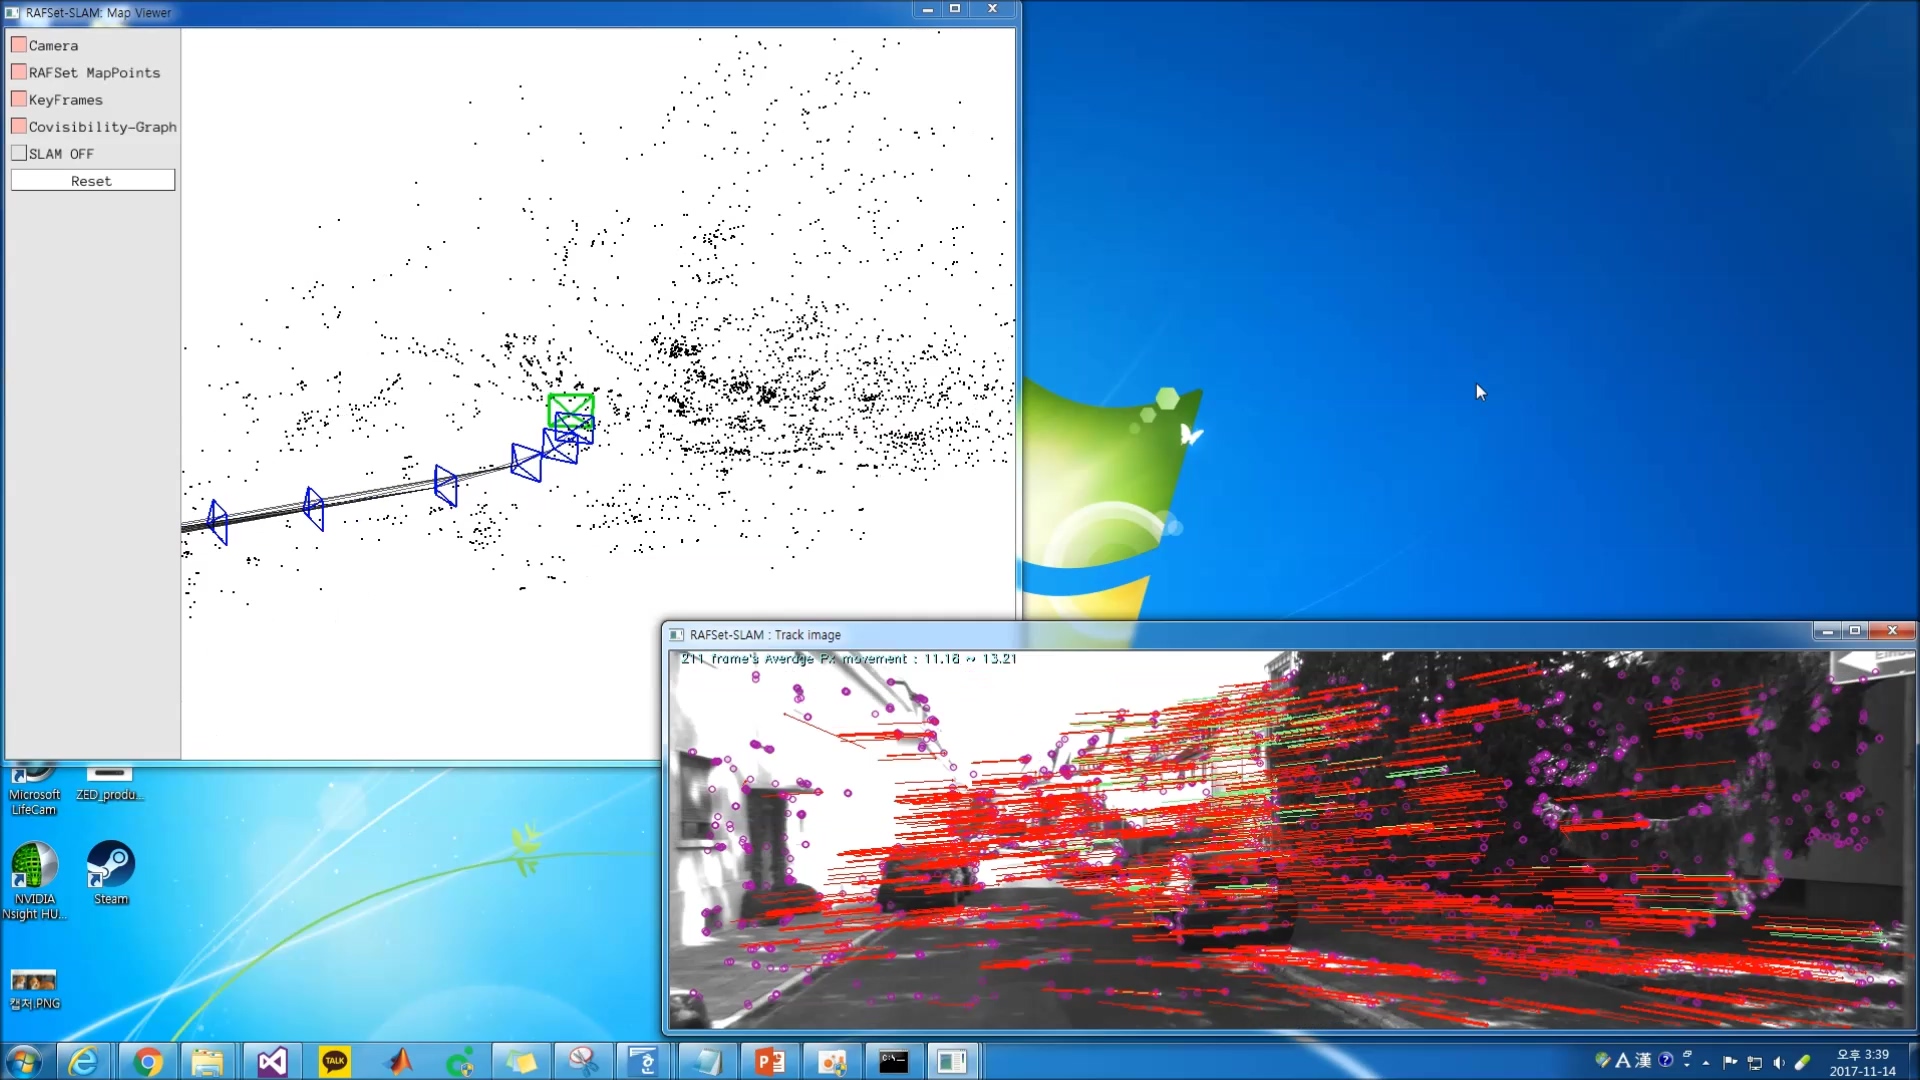 RAFSet-SLAM: Map Viewer
Camera
RAFSet MapPoints
KeyFrames
Covisibility-Graph
SLAM OFF
Reset
RAFSet-SLAM : Track image
211 frame's Average Px movement : 11.16 ~ 13.21
Microsoft
LifeCam
ZED_produ...
NVIDIA
Nsight HU...
Steam
캡처.PNG
TALK
C:\_
A 漢
오후 3:39
2017-11-14